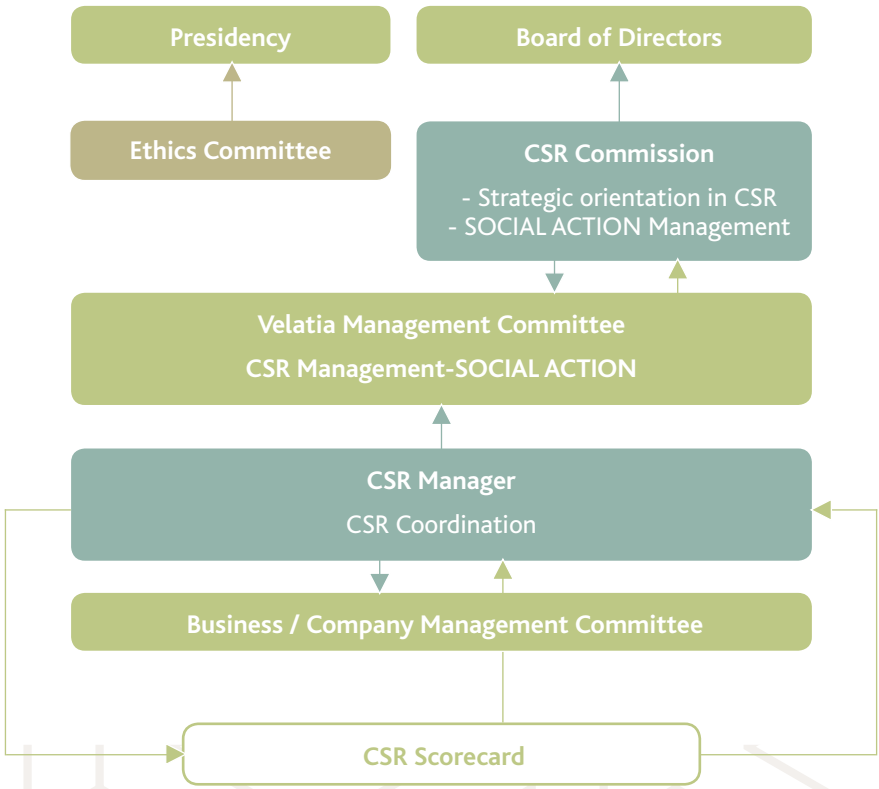 Presidency
Board of Directors
Ethics Committee
CSR Commission
- Strategic orientation in CSR
- SOCIAL ACTION Management
Velatia Management Committee
CSR Management-SOCIAL ACTION
CSR Manager
CSR Coordination
Business / Company Management Committee
CSR Scorecard